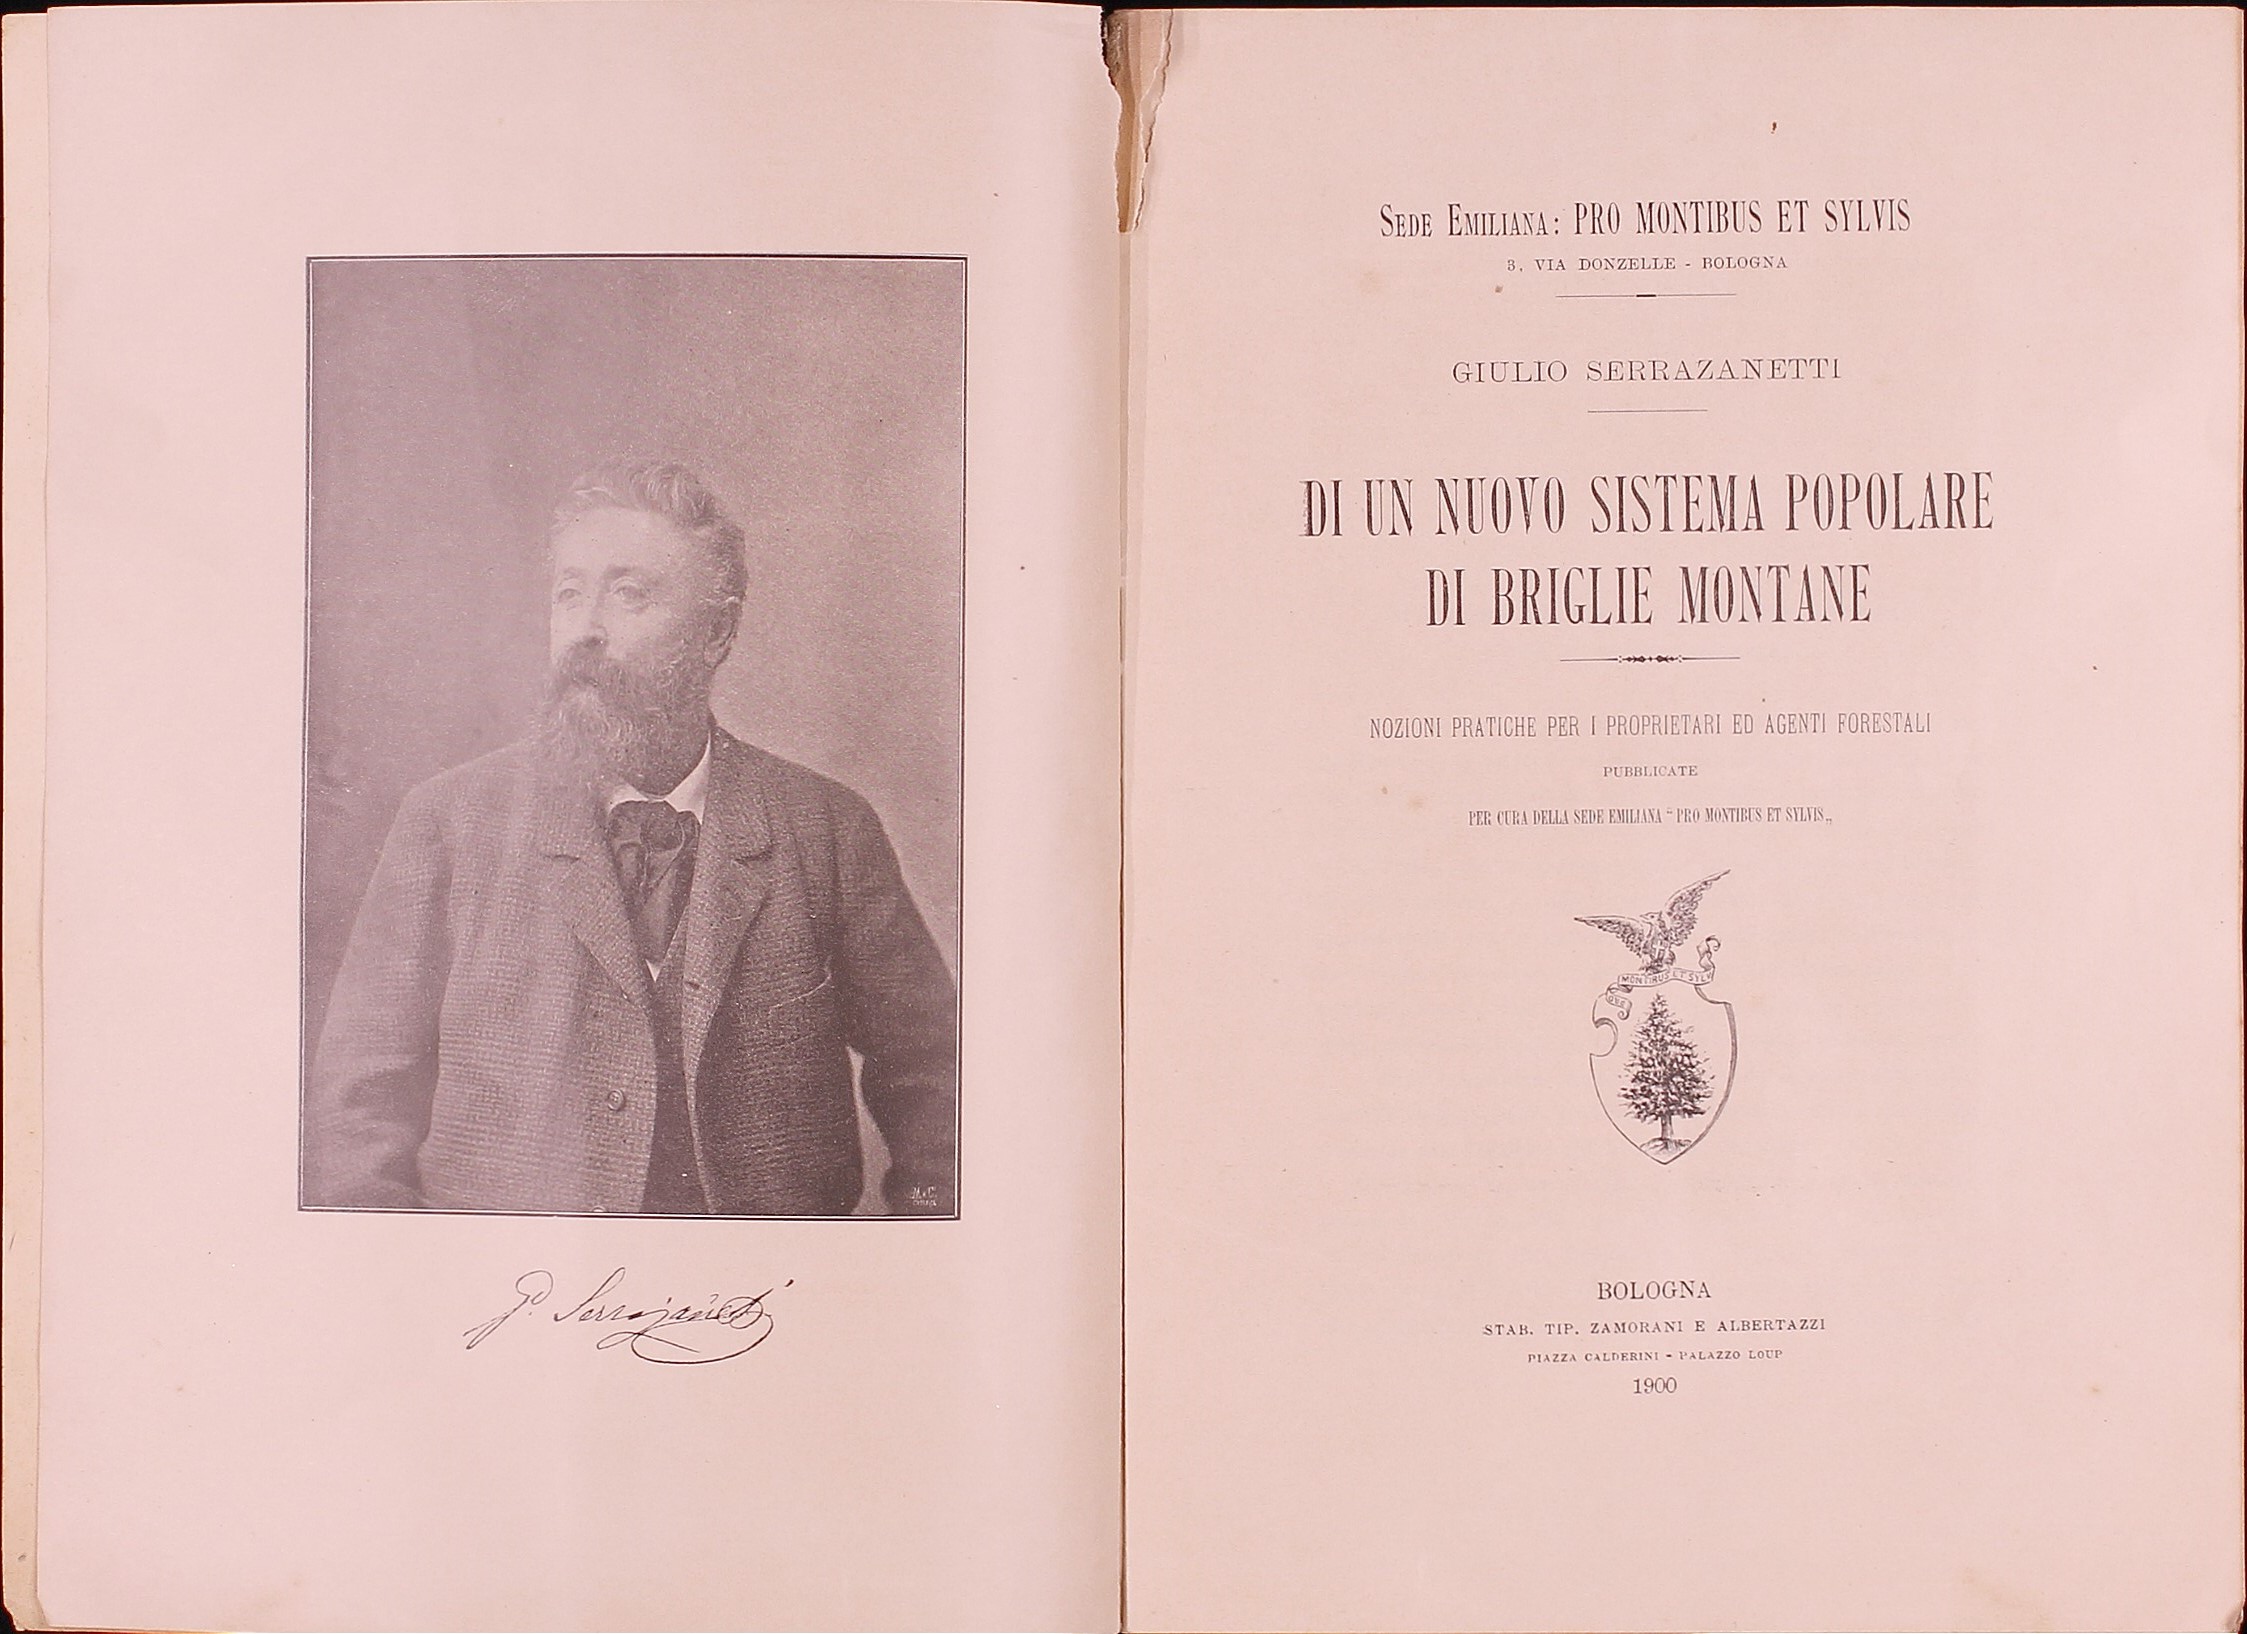 G. Serrazanetti
SEDE EMILIANA: PRO MONTIBUS ET SYLVIS
3, VIA DONZELLE - BOLOGNA
GIULIO SERRAZANETTI
DI UN NUOVO SISTEMA POPOLARE
DI BRIGLIE MONTANE
NOZIONI PRATICHE PER I PROPRIETARI ED AGENTI FORESTALI
PUBBLICATE
PER CURA DELLA SEDE EMILIANA “ PRO MONTIBUS ET SYLVIS „
PRO
MONTIBUS ET SYLV
BOLOGNA
STAB. TIP. ZAMORANI E ALBERTAZZI
PIAZZA CALDERINI - PALAZZO LOUP
1900